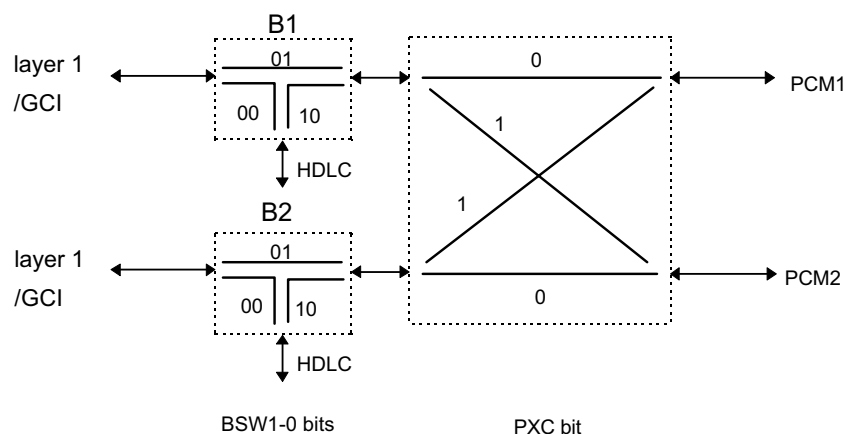 B1
layer 1
/GCI
01
00
10
HDLC
0
PCM1
1
1
B2
layer 1
/GCI
01
00
10
HDLC
0
PCM2
BSW1-0 bits
PXC bit